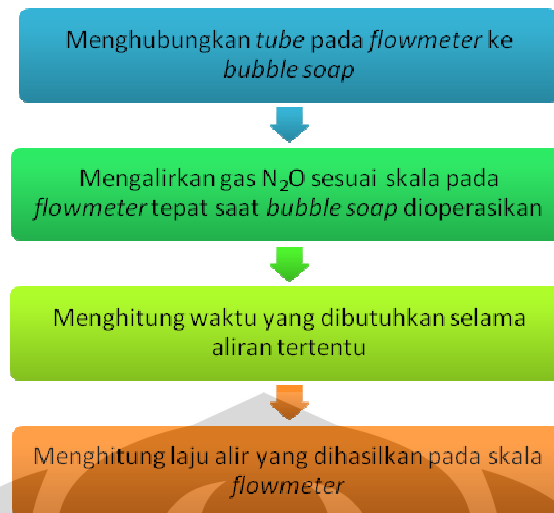 Menghubungkan tube pada flowmeter ke
bubble soap
Mengalirkan gas N₂O sesuai skala pada
flowmeter tepat saat bubble soap dioperasikan
Menghitung waktu yang dibutuhkan selama
aliran tertentu
Menghitung laju alir yang dihasilkan pada skala
flowmeter